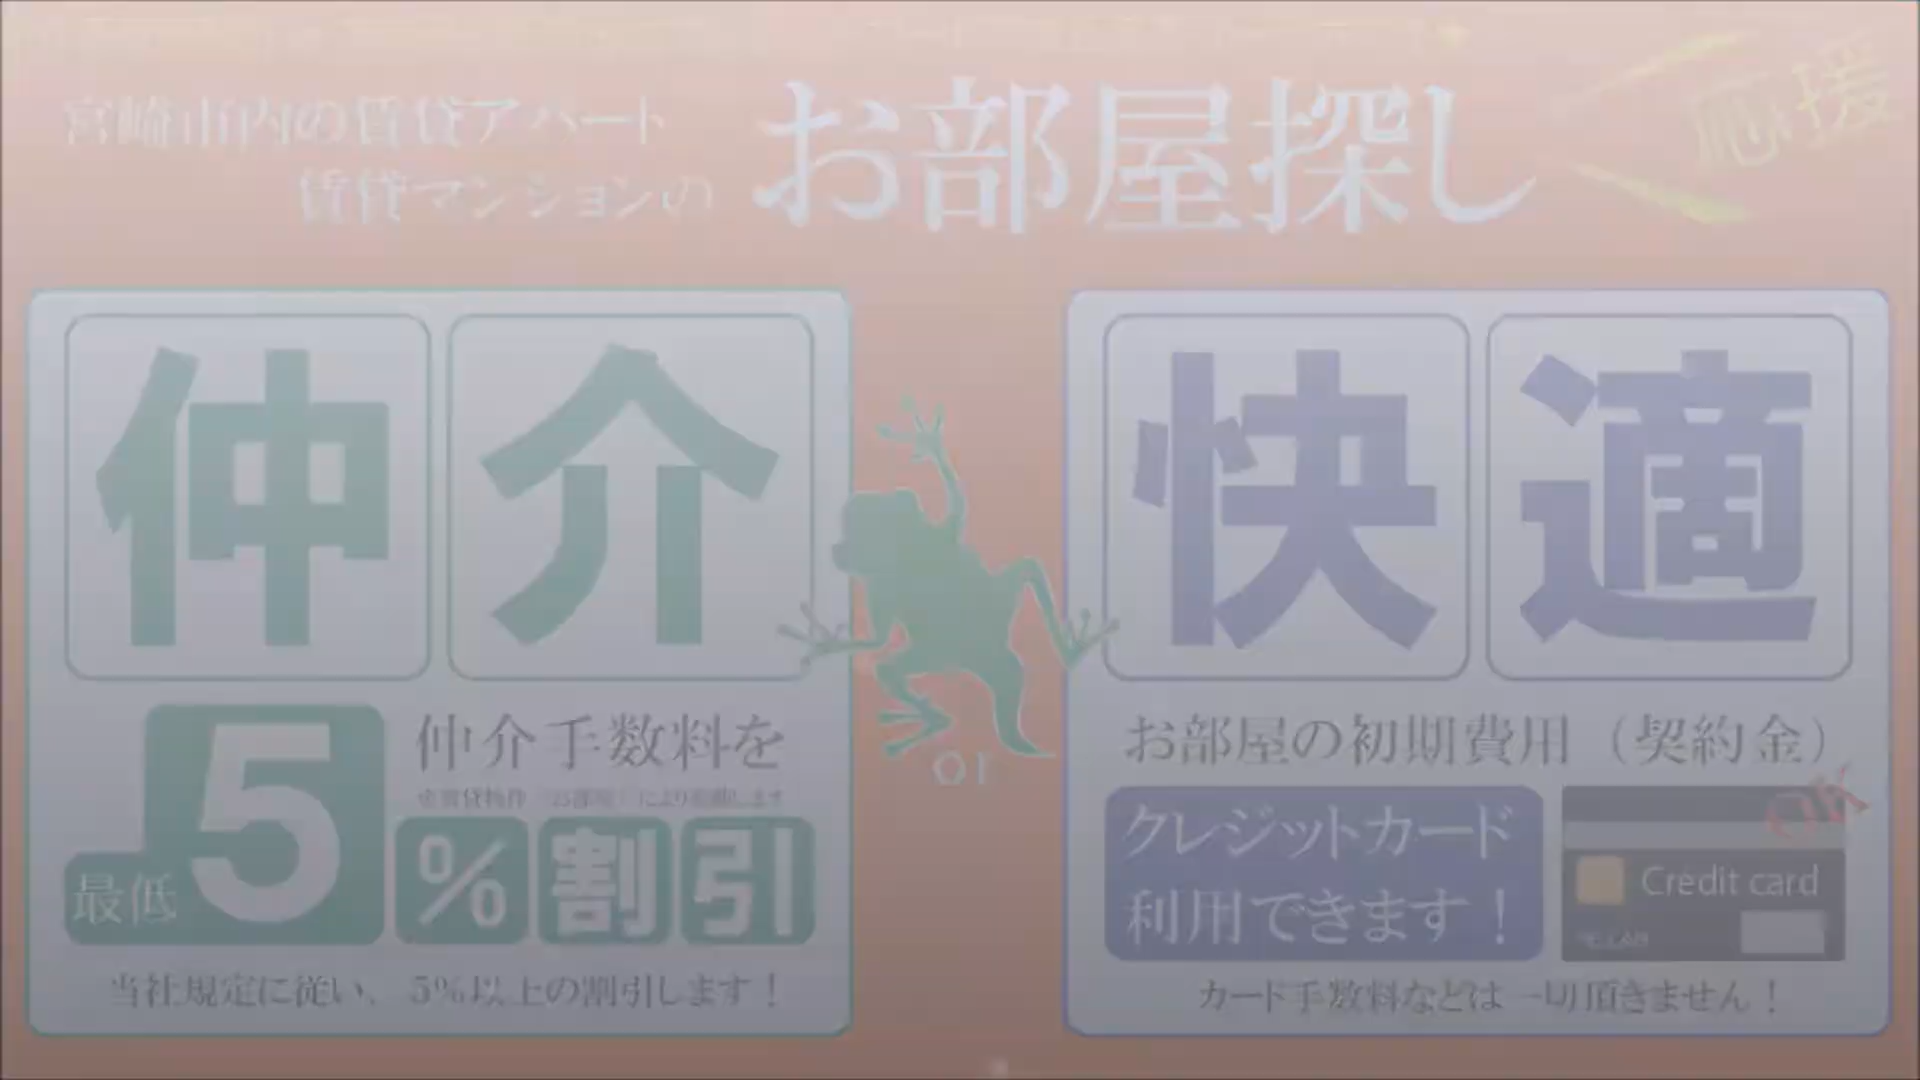 宮崎市内の賃貸アパート
賃貸マンションの
お部屋探し
応援
仲介
最低5%割引
仲介手数料を
当社規定に従い、5%以上の割引します！
快適
お部屋の初期費用（契約金）
クレジットカード
利用できます！
OK
Credit card
カード手数料などは一切頂きません！